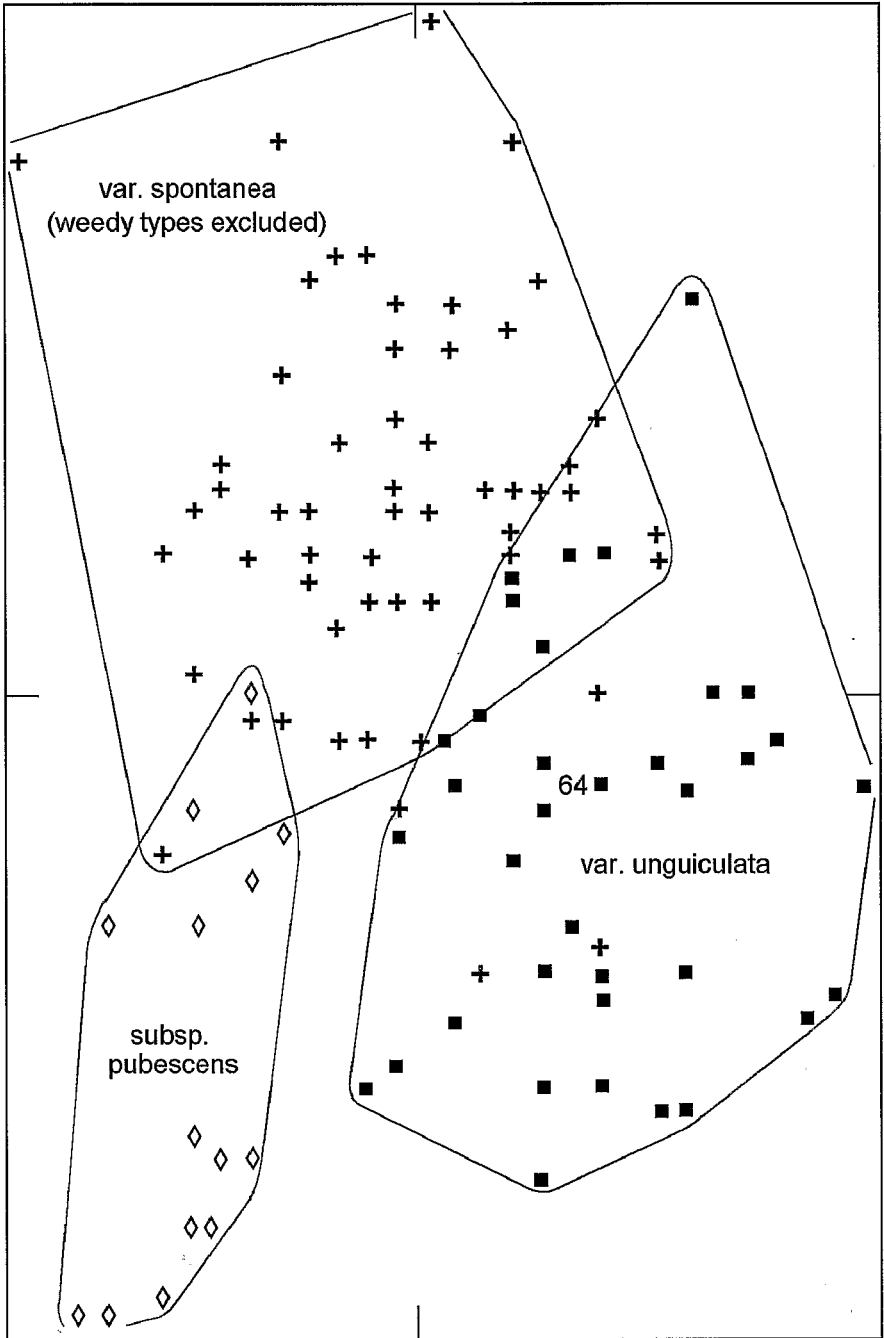 var. spontanea
(weedy types excluded)
64
var. unguiculata
subsp.
pubescens